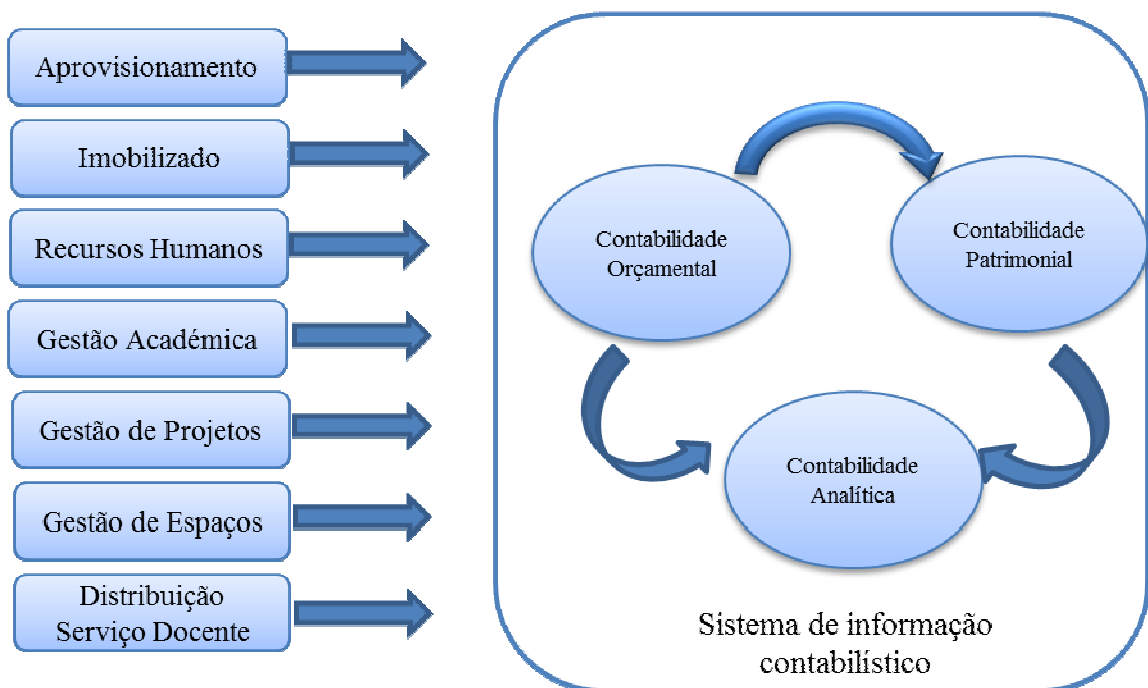 Aprovisionamento
Imobilizado
Recursos Humanos
Gestão Académica
Gestão de Projetos
Gestão de Espaços
Distribuição
Serviço Docente
Contabilidade
Orçamental
Contabilidade
Patrimonial
Contabilidade
Analítica
Sistema de informação
contabilístico